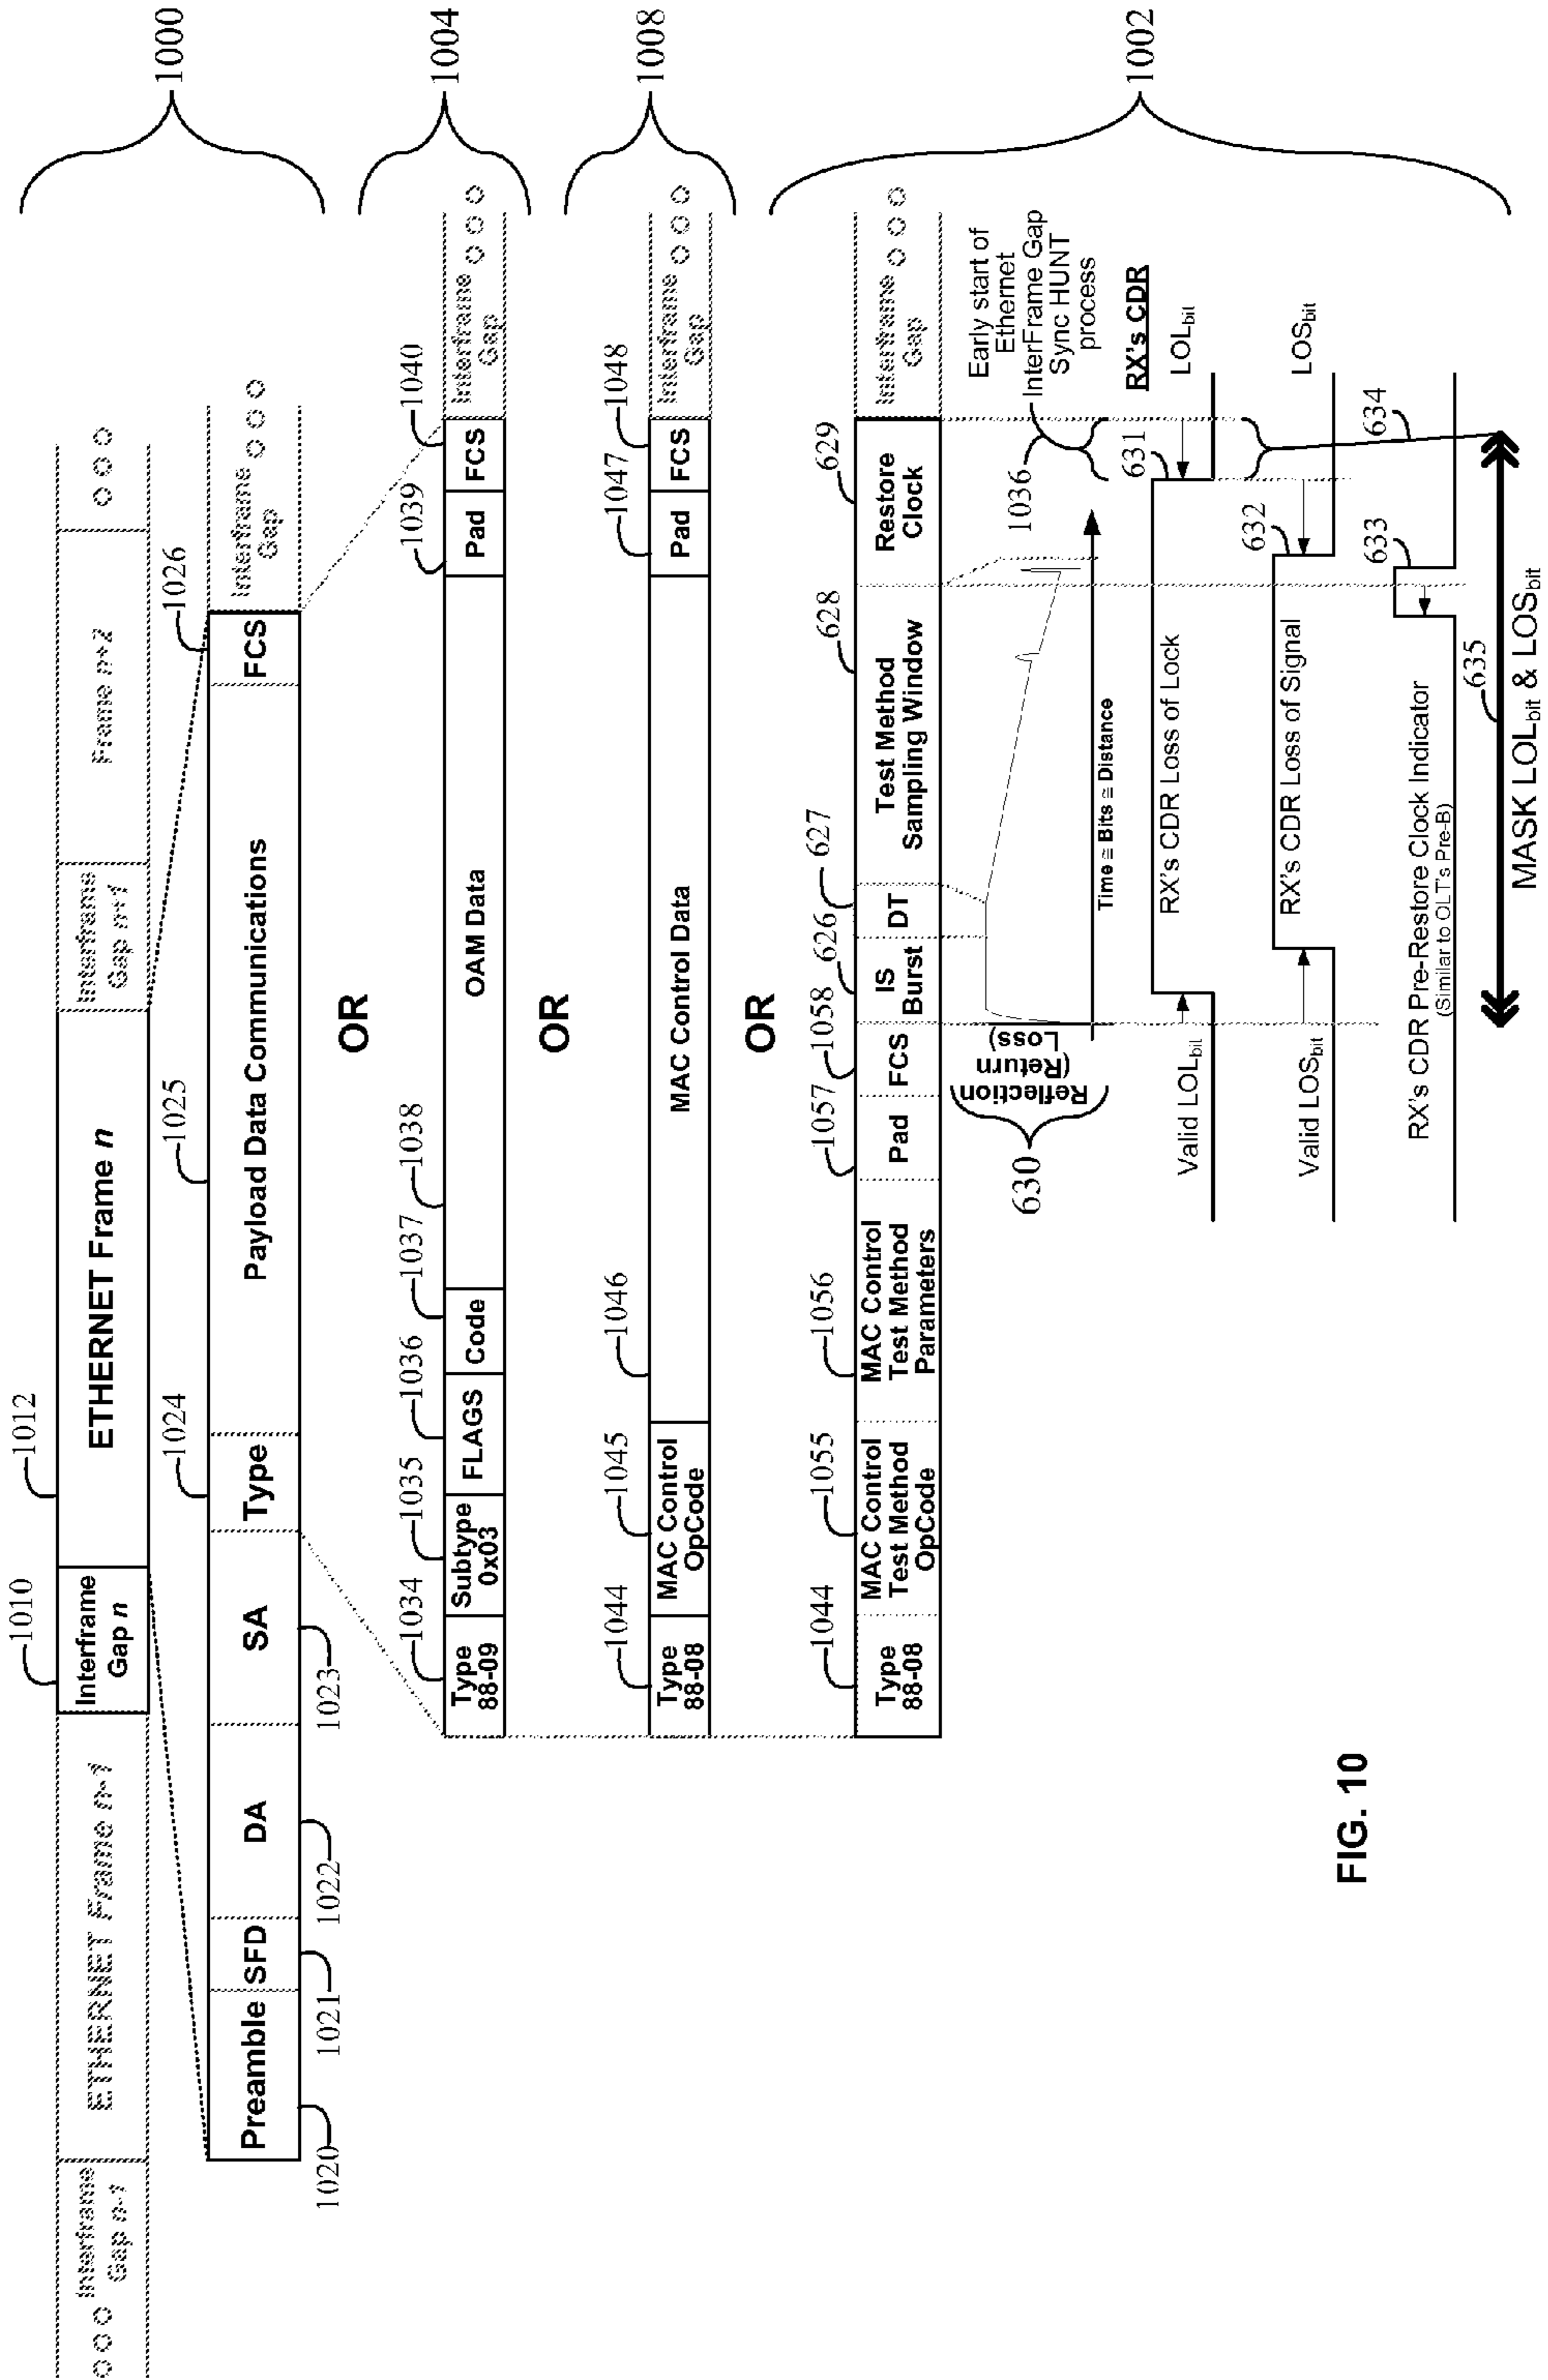 1000
1010
1012
○○○ Interframe Gap n-1
ETHERNET Frame n-1
Interframe Gap n
ETHERNET Frame n
Interframe Gap n+1
Frame n+2
○○○
1024
1025
1026
Preamble
SFD
DA
SA
Type
Payload Data Communications
FCS
Interframe Gap ○○○
1020
1021
1022
1023
OR
1004
1034
1035
1036
1037
1038
1039
1040
Type 88-09
Subtype 0x03
FLAGS
Code
OAM Data
Pad
FCS
Interframe Gap ○○○
OR
1008
1044
1045
1046
1047
1048
Type 88-08
MAC Control OpCode
MAC Control Data
Pad
FCS
Interframe Gap ○○○
OR
1002
1044
1055
1056
1057
1058
626
627
628
629
Type 88-08
MAC Control Test Method OpCode
MAC Control Test Method Parameters
Pad
FCS
IS Burst
DT
Test Method Sampling Window
Restore Clock
Interframe Gap ○○○
630
Reflection
(Return
Loss)
Time ≅ Bits ≅ Distance
1036
Early start of
Ethernet
InterFrame Gap
Sync HUNT
process
RX's CDR
Valid LOLbit
RX's CDR Loss of Lock
631
LOLbit
Valid LOSbit
RX's CDR Loss of Signal
632
LOSbit
RX's CDR Pre-Restore Clock Indicator
(Similar to OLT's Pre-B)
633
634
635
MASK LOLbit & LOSbit
FIG. 10